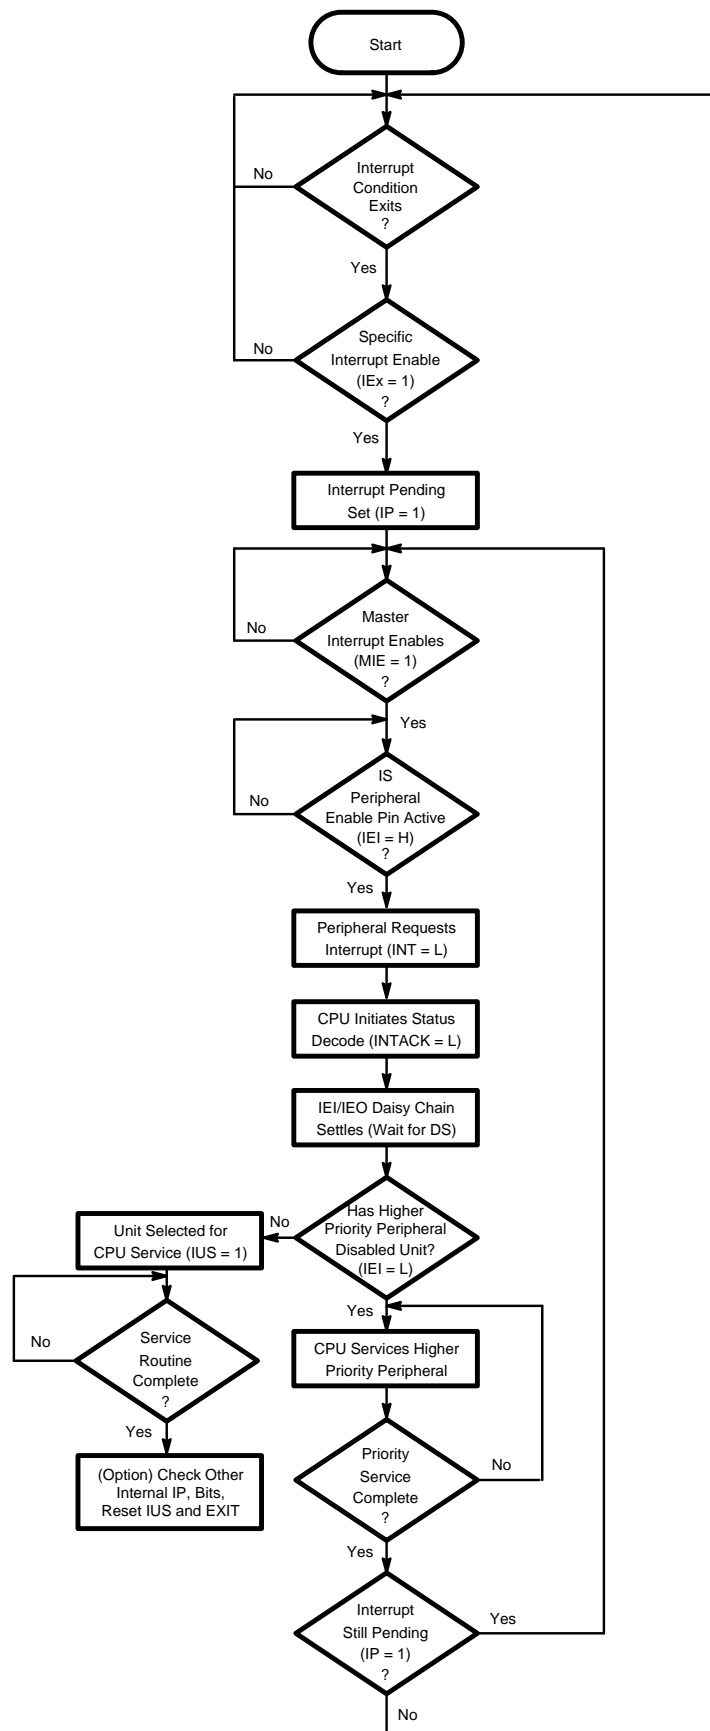 Start
Interrupt
Condition
Exits
?
No
Yes
Specific
Interrupt Enable
(IEx = 1)
?
No
Yes
Interrupt Pending
Set (IP = 1)
Master
Interrupt Enables
(MIE = 1)
?
No
Yes
IS
Peripheral
Enable Pin Active
(IEI = H)
?
No
Yes
Peripheral Requests
Interrupt (INT = L)
CPU Initiates Status
Decode (INTACK = L)
IEI/IEO Daisy Chain
Settles (Wait for DS)
Has Higher
Priority Peripheral
Disabled Unit?
(IEI = L)
No
Unit Selected for
CPU Service (IUS = 1)
Service
Routine
Complete
?
No
Yes
(Option) Check Other
Internal IP, Bits,
Reset IUS and EXIT
Yes
CPU Services Higher
Priority Peripheral
Priority
Service
Complete
?
No
Yes
Interrupt
Still Pending
(IP = 1)
?
Yes
No